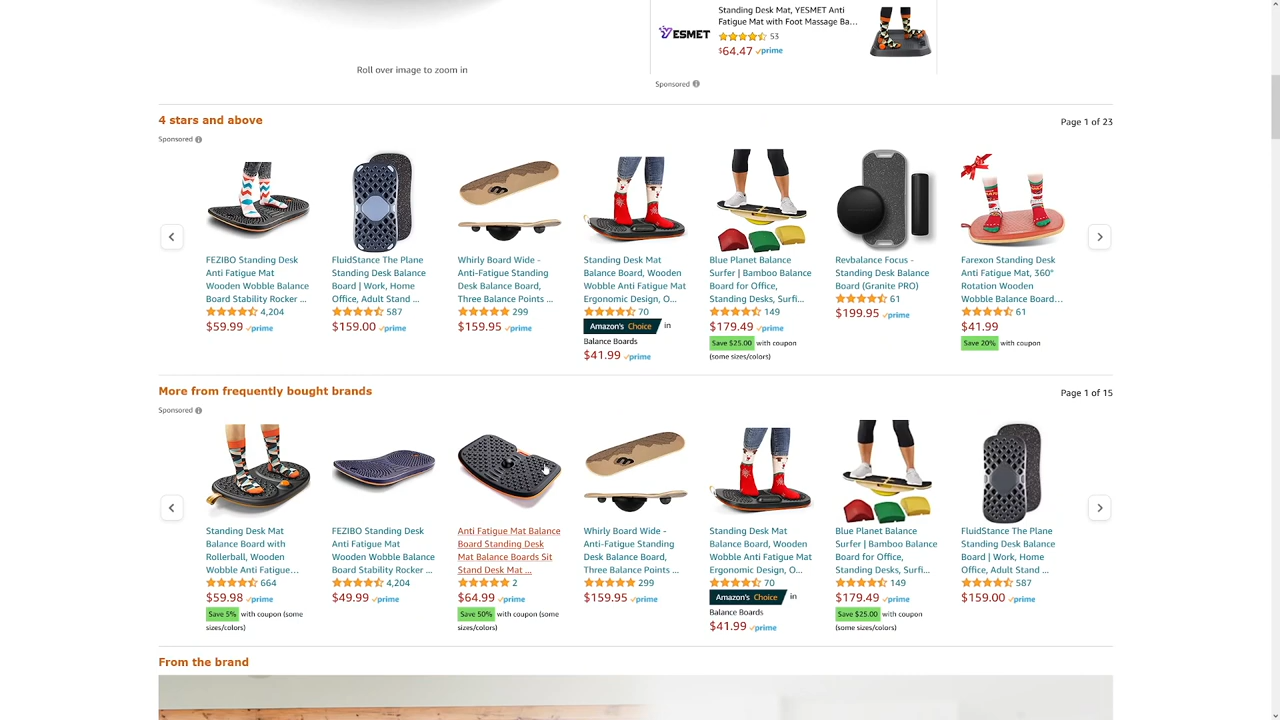 Standing Desk Mat, YESMET Anti
Fatigue Mat with Foot Massage Ba...
YESMET
53
$64.47 prime
Roll over image to zoom in
Sponsored
4 stars and above
Page 1 of 23
Sponsored
FEZIBO Standing Desk
Anti Fatigue Mat
Wooden Wobble Balance
Board Stability Rocker ...
4,204
$59.99 prime
FluidStance The Plane
Standing Desk Balance
Board | Work, Home
Office, Adult Stand ...
587
$159.00 prime
Whirly Board Wide -
Anti-Fatigue Standing
Desk Balance Board,
Three Balance Points ...
299
$159.95 prime
Standing Desk Mat
Balance Board, Wooden
Wobble Anti Fatigue Mat
Ergonomic Design, O...
70
Amazon's Choice in
Balance Boards
$41.99 prime
Blue Planet Balance
Surfer | Bamboo Balance
Board for Office,
Standing Desks, Surfi...
149
$179.49 prime
Save $25.00 with coupon
(some sizes/colors)
Revbalance Focus -
Standing Desk Balance
Board (Granite PRO)
61
$199.95 prime
Farexon Standing Desk
Anti Fatigue Mat, 360°
Rotation Wooden
Wobble Balance Board...
61
$41.99
Save 20% with coupon
More from frequently bought brands
Page 1 of 15
Sponsored
Standing Desk Mat
Balance Board with
Rollerball, Wooden
Wobble Anti Fatigue...
664
$59.98 prime
Save 5% with coupon (some
sizes/colors)
FEZIBO Standing Desk
Anti Fatigue Mat
Wooden Wobble Balance
Board Stability Rocker ...
4,204
$49.99 prime
Anti Fatigue Mat Balance
Board Standing Desk
Mat Balance Boards Sit
Stand Desk Mat ...
2
$64.99 prime
Save 50% with coupon (some
sizes/colors)
Whirly Board Wide -
Anti-Fatigue Standing
Desk Balance Board,
Three Balance Points ...
299
$159.95 prime
Standing Desk Mat
Balance Board, Wooden
Wobble Anti Fatigue Mat
Ergonomic Design, O...
70
Amazon's Choice in
Balance Boards
$41.99 prime
Blue Planet Balance
Surfer | Bamboo Balance
Board for Office,
Standing Desks, Surfi...
149
$179.49 prime
Save $25.00 with coupon
(some sizes/colors)
FluidStance The Plane
Standing Desk Balance
Board | Work, Home
Office, Adult Stand ...
587
$159.00 prime
From the brand